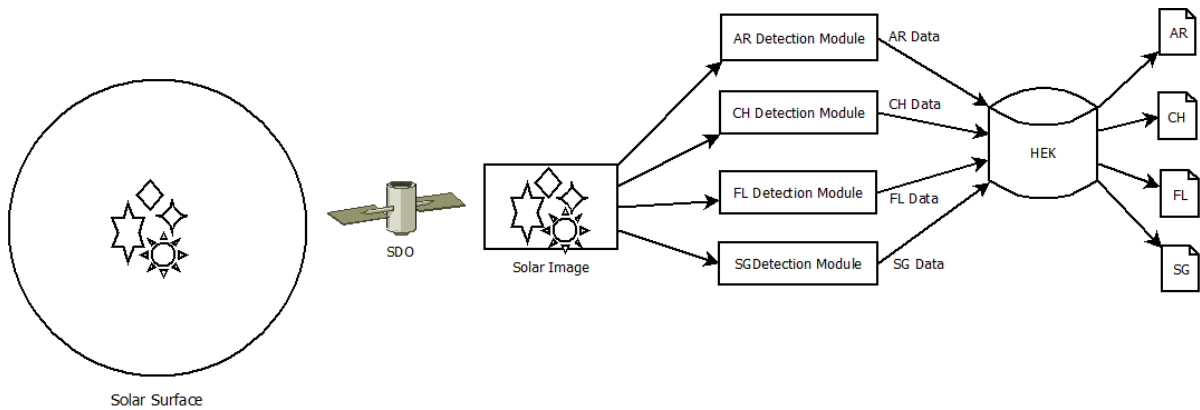 Solar Surface
SDO
Solar Image
AR Detection Module
CH Detection Module
FL Detection Module
SGDetection Module
AR Data
CH Data
FL Data
SG Data
HEK
AR
CH
FL
SG